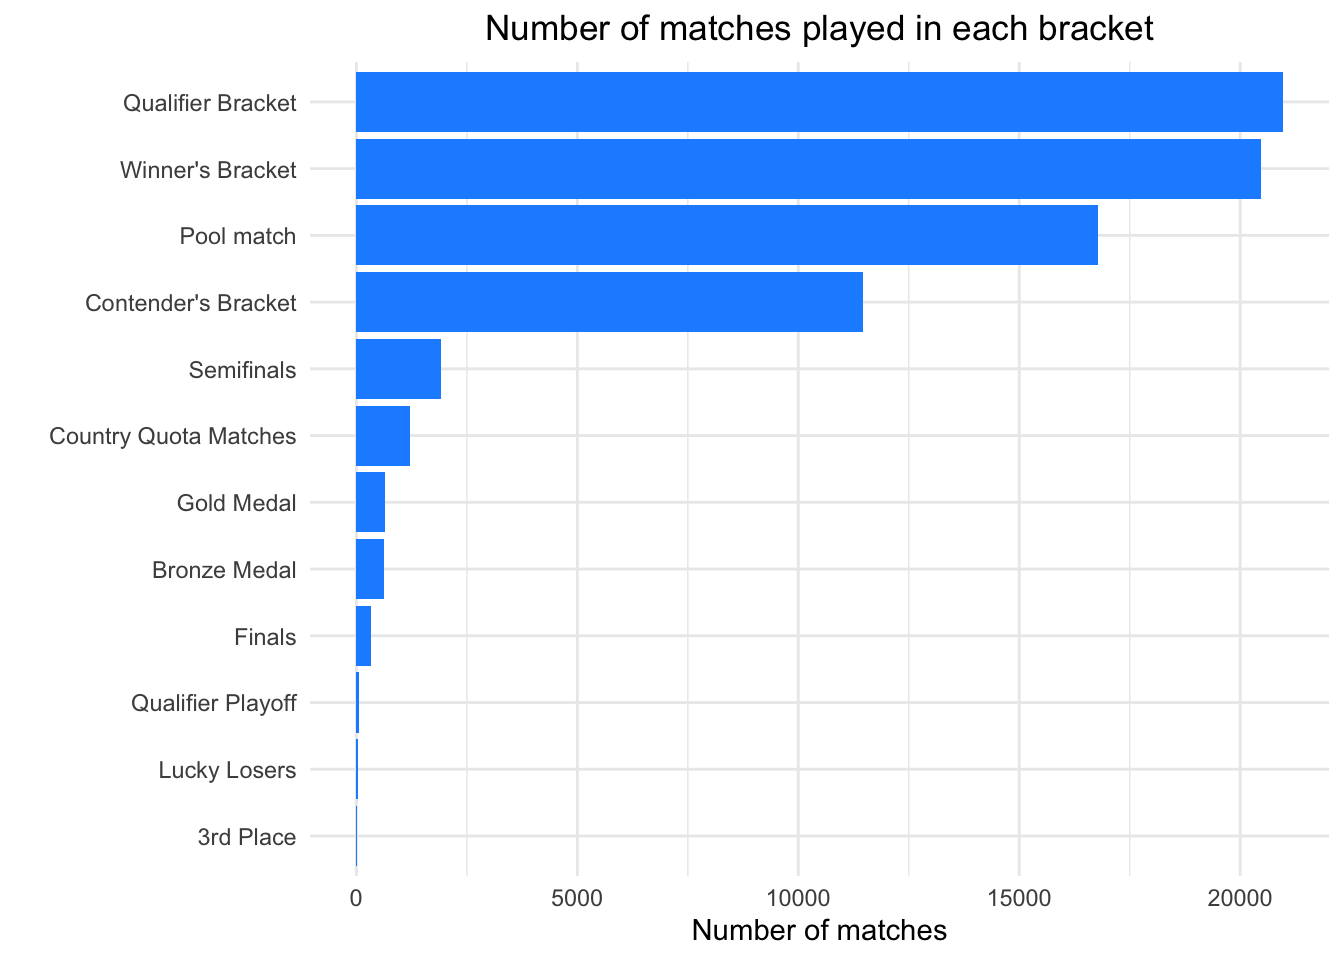 Number of matches played in each bracket
Qualifier Bracket
Winner's Bracket
Pool match
Contender's Bracket
Semifinals
Country Quota Matches
Gold Medal
Bronze Medal
Finals
Qualifier Playoff
Lucky Losers
3rd Place
0 5000 10000 15000 20000
Number of matches